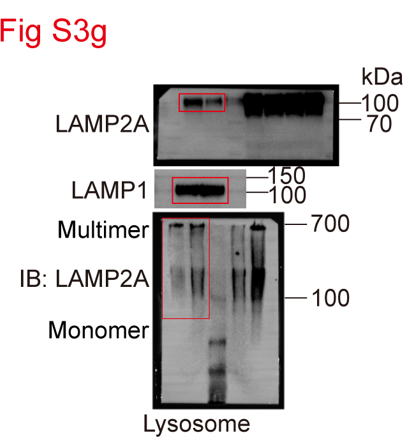 Fig S3g
kDa
LAMP2A
100
70
LAMP1
150
100
Multimer
700
IB: LAMP2A
100
Monomer
Lysosome